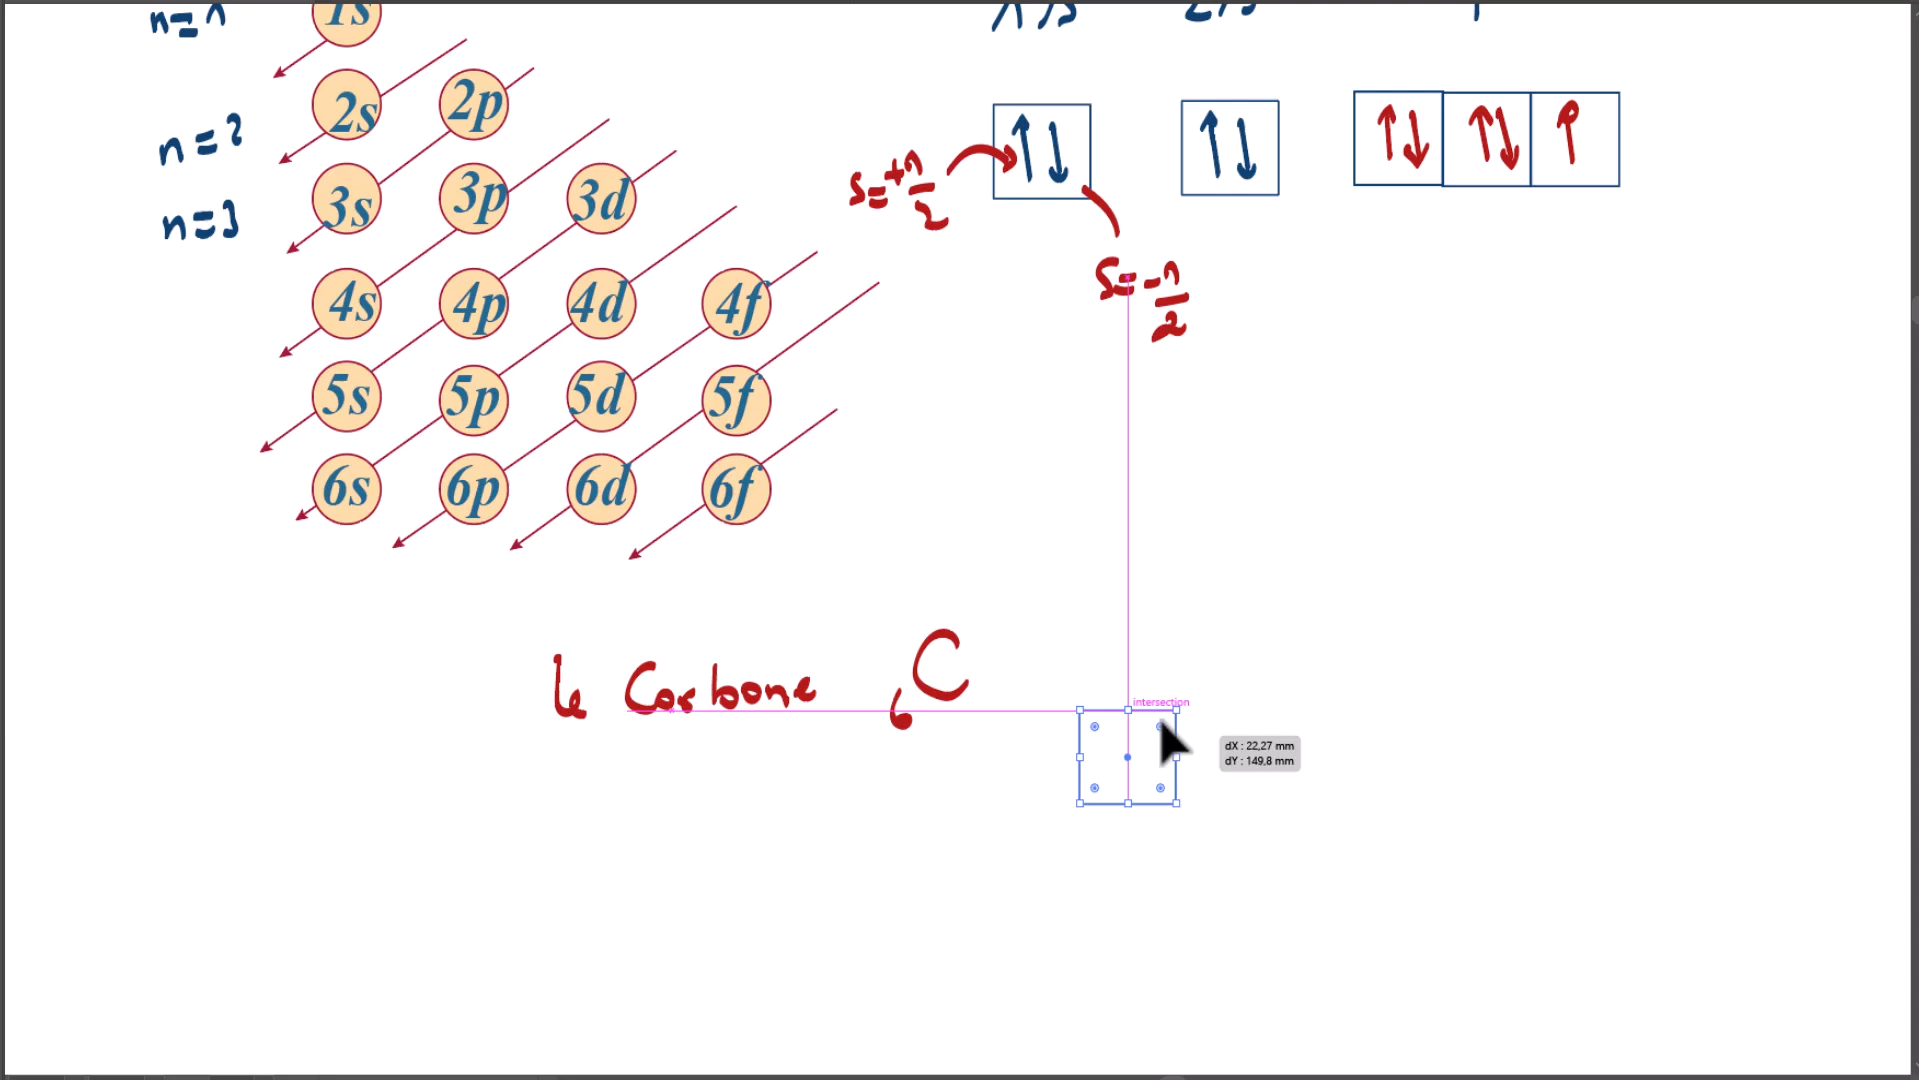 n=1 1s
2s 2p
n=2
3s 3p 3d
n=3
4s 4p 4d 4f
5s 5p 5d 5f
6s 6p 6d 6f
s=+1/2
s=-1/2
le Carbone 6C
intersection
dX : 22,27 mm
dY : 149,8 mm